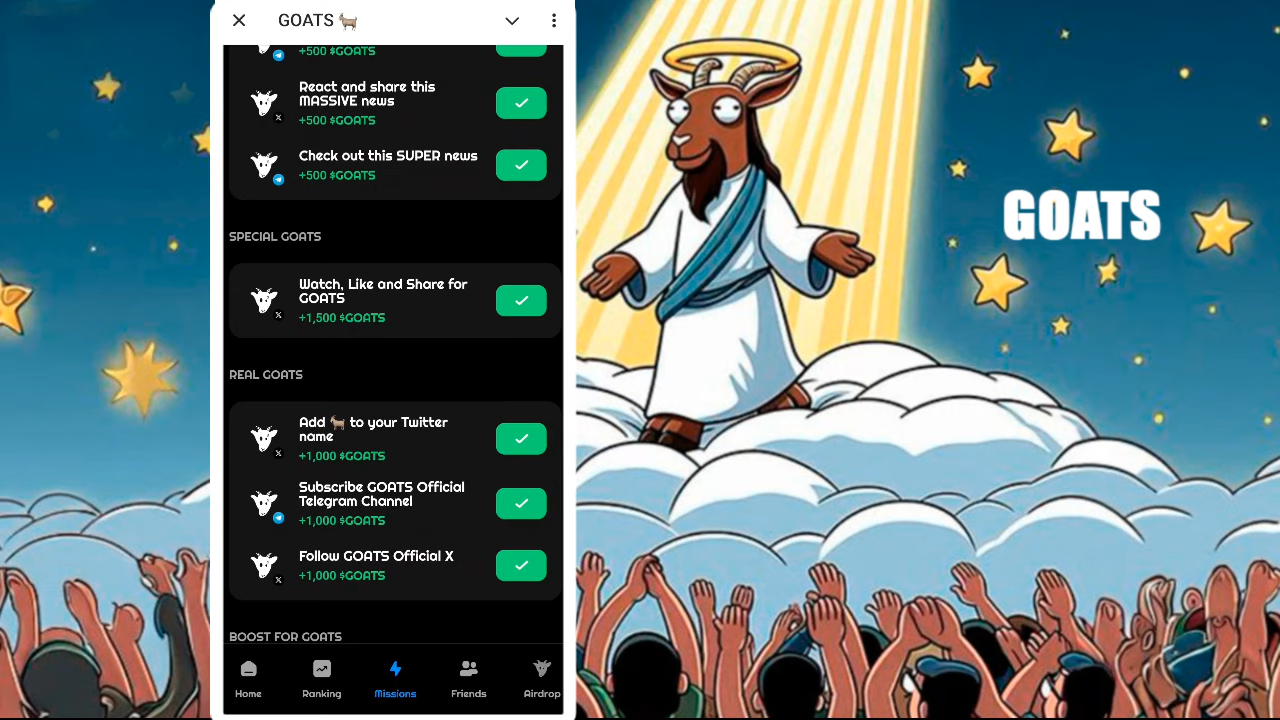 GOATS 🐐
+500 $GOATS
React and share this
MASSIVE news
+500 $GOATS
Check out this SUPER news
+500 $GOATS
SPECIAL GOATS
Watch, Like and Share for
GOATS
+1,500 $GOATS
REAL GOATS
Add 🐐 to your Twitter
name
+1,000 $GOATS
Subscribe GOATS Official
Telegram Channel
+1,000 $GOATS
Follow GOATS Official X
+1,000 $GOATS
BOOST FOR GOATS
Home
Ranking
Missions
Friends
Airdrop
GOATS